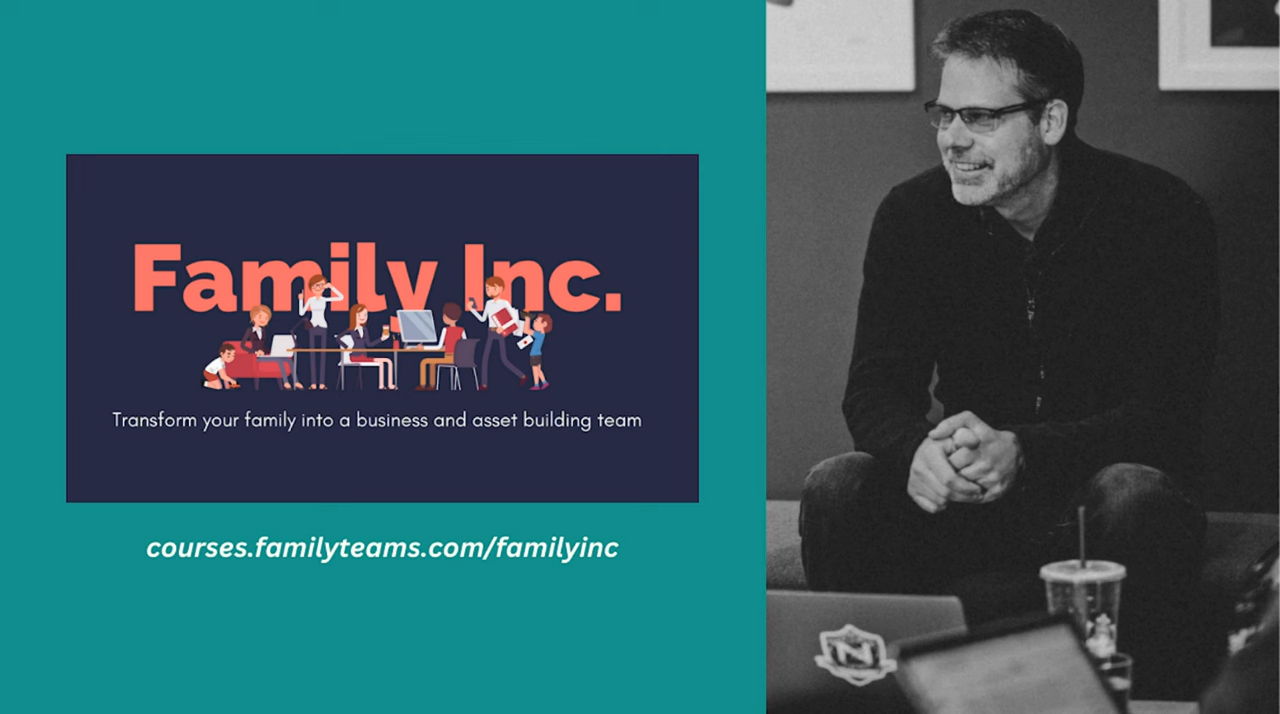 Family Inc.
Transform your family into a business and asset building team
courses.familyteams.com/familyinc
N